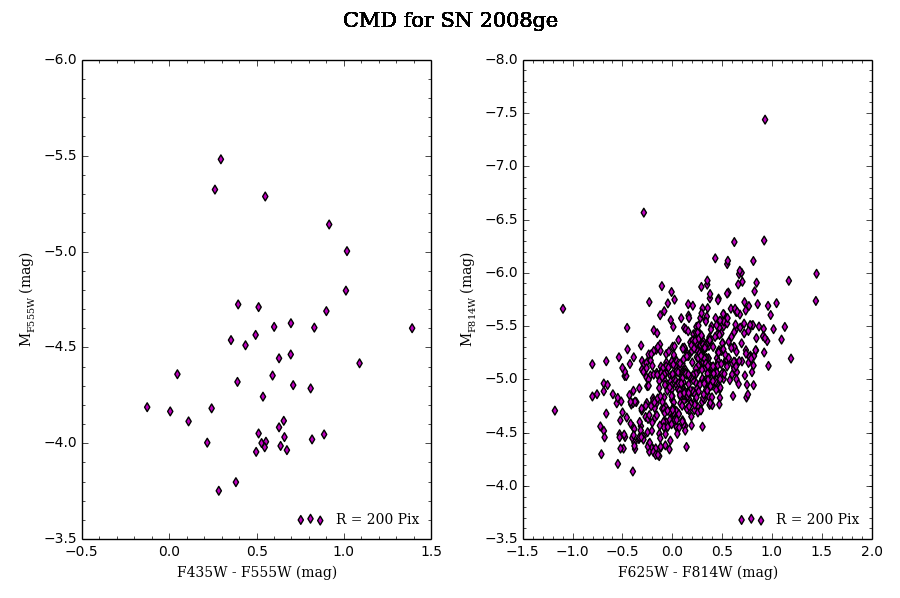 CMD for SN 2008ge
−6.0
−5.5
−5.0
−4.5
−4.0
−3.5
−0.5 0.0 0.5 1.0 1.5
M_F555W (mag)
F435W - F555W (mag)
R = 200 Pix
−8.0
−7.5
−7.0
−6.5
−6.0
−5.5
−5.0
−4.5
−4.0
−3.5
−1.5 −1.0 −0.5 0.0 0.5 1.0 1.5 2.0
M_F814W (mag)
F625W - F814W (mag)
R = 200 Pix